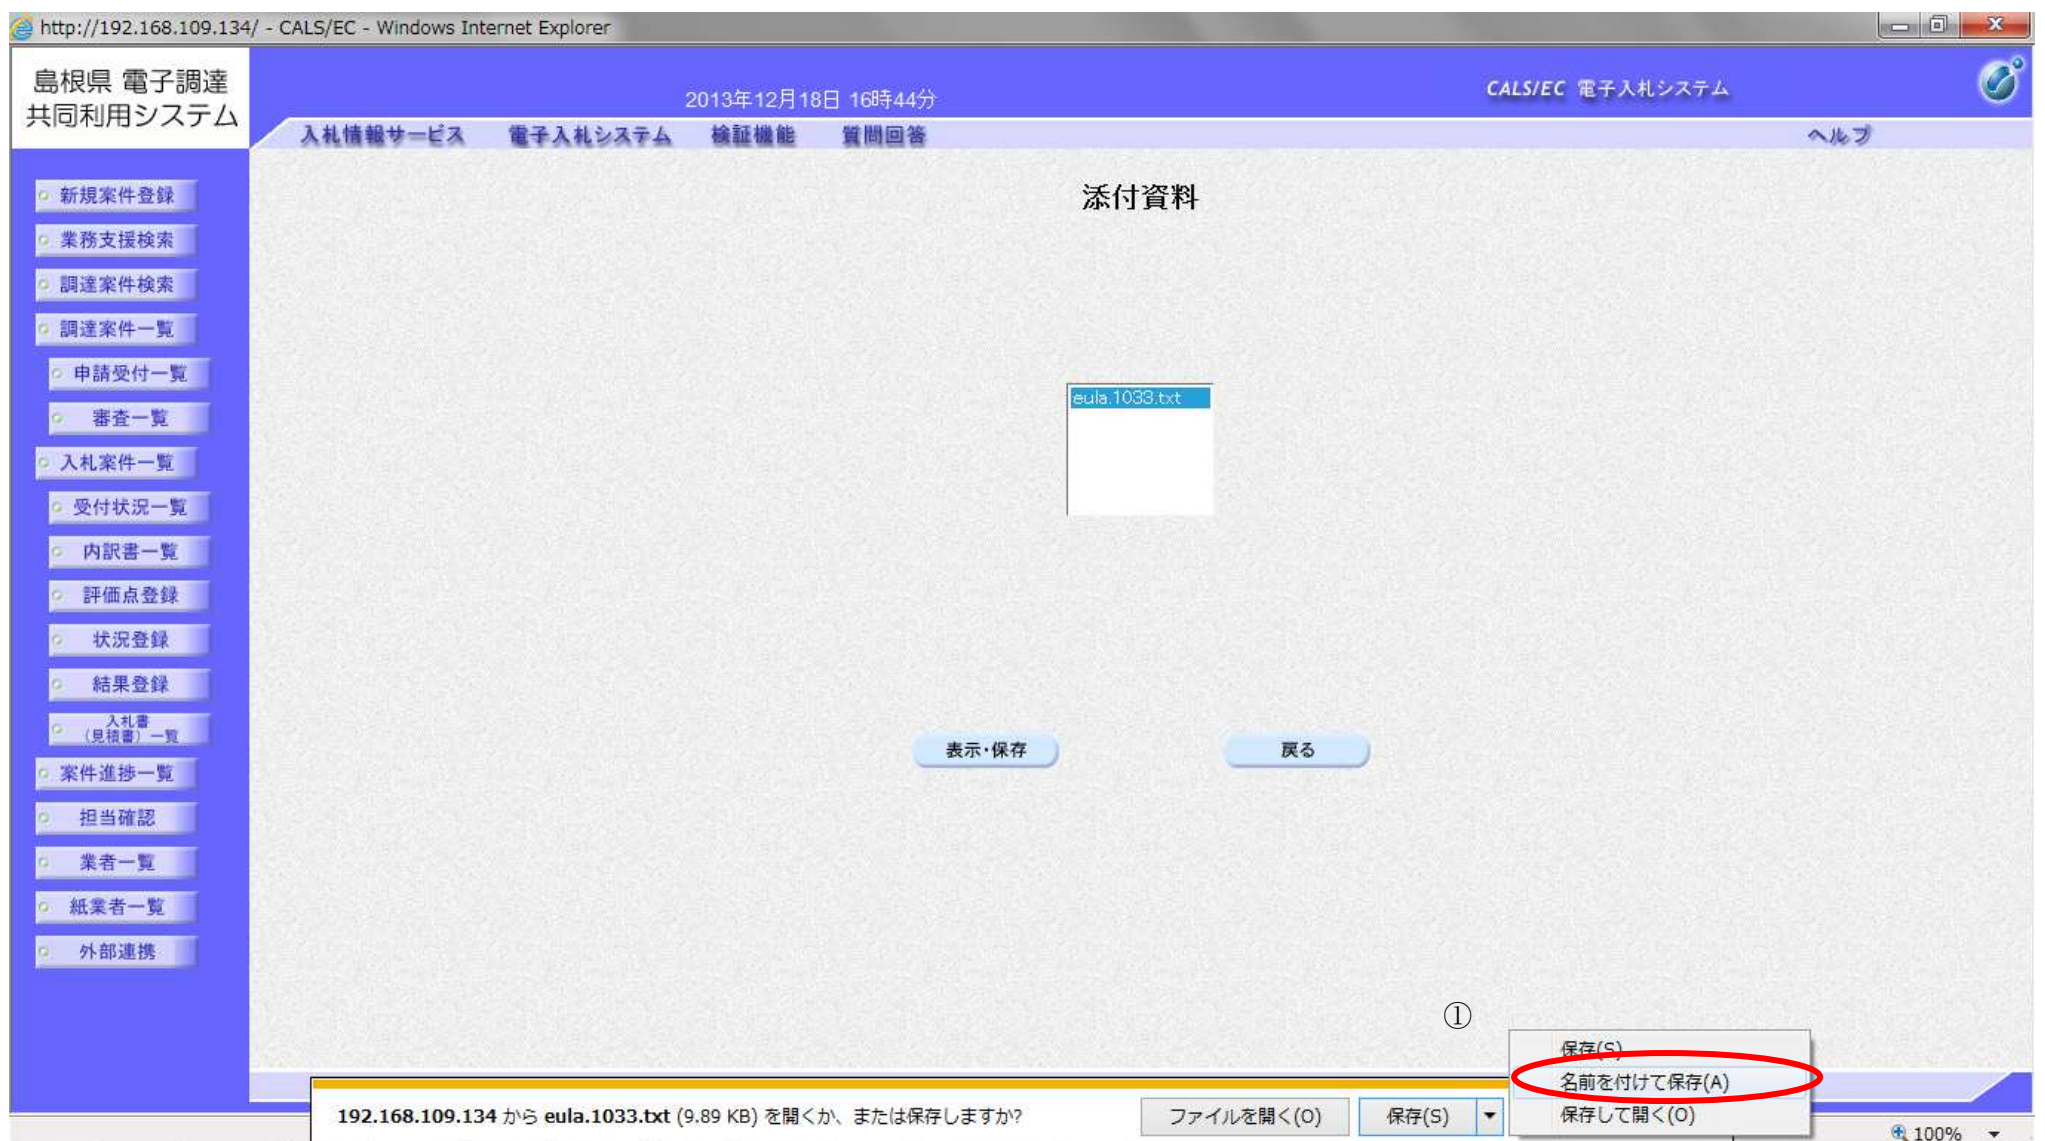 http://192.168.109.134/ - CALS/EC - Windows Internet Explorer
島根県 電子調達
共同利用システム
2013年12月18日 16時44分
CALS/EC 電子入札システム
入札情報サービス 電子入札システム 検証機能 質問回答 ヘルプ
新規案件登録
業務支援検索
調達案件検索
調達案件一覧
申請受付一覧
審査一覧
入札案件一覧
受付状況一覧
内訳書一覧
評価点登録
状況登録
結果登録
入札書
(見積書)一覧
案件進捗一覧
担当確認
業者一覧
紙業者一覧
外部連携
添付資料
eula.1033.txt
表示・保存 戻る
①
保存(S)
名前を付けて保存(A)
保存して開く(O)
192.168.109.134 から eula.1033.txt (9.89 KB) を開くか、または保存しますか?
ファイルを開く(O) 保存(S)
100%